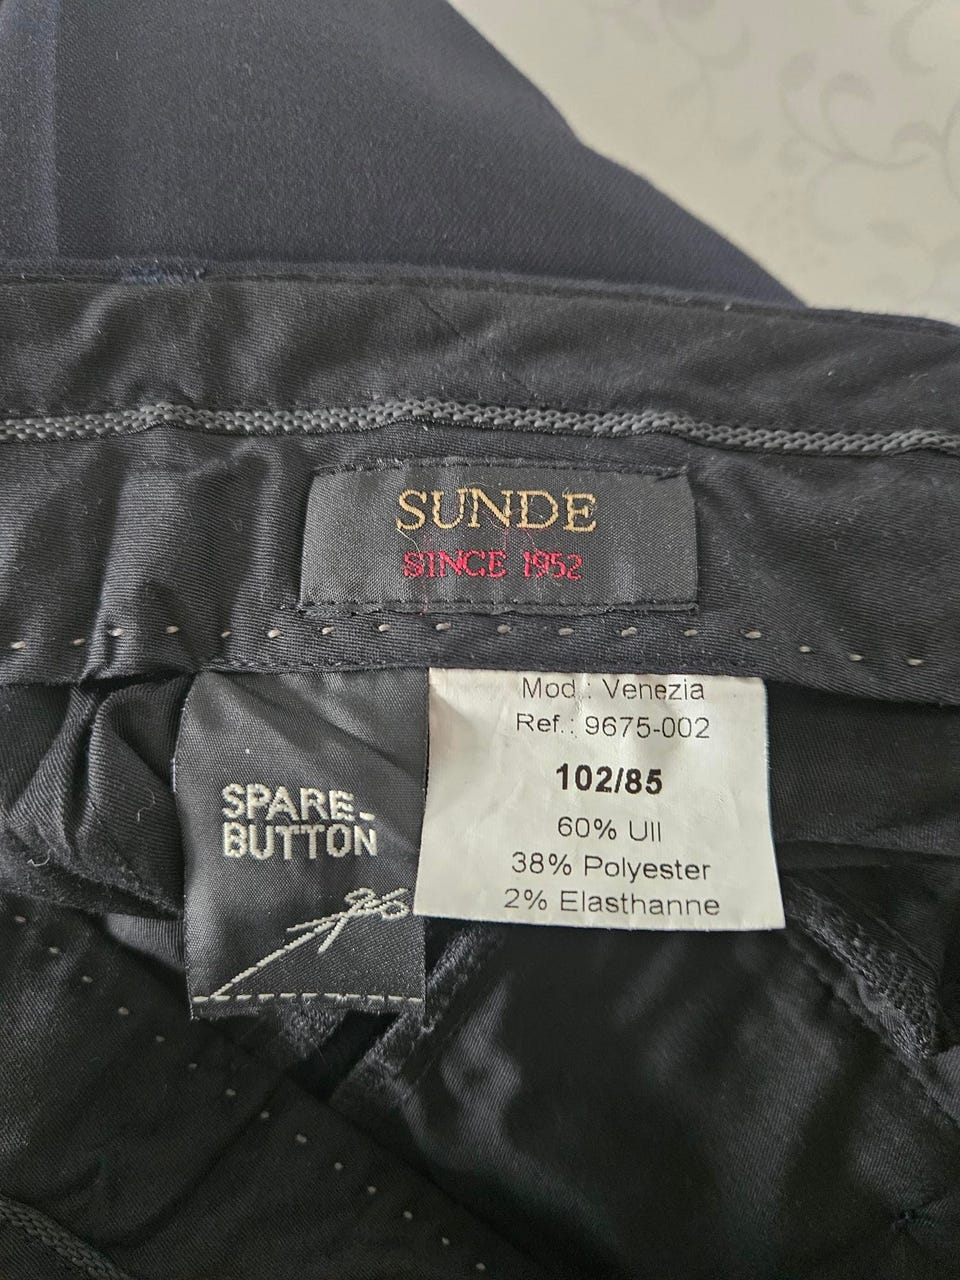 SUNDE
SINCE 1952
SPARE
BUTTON
Mod.: Venezia
Ref.: 9675-002
102/85
60% Ull
38% Polyester
2% Elasthanne